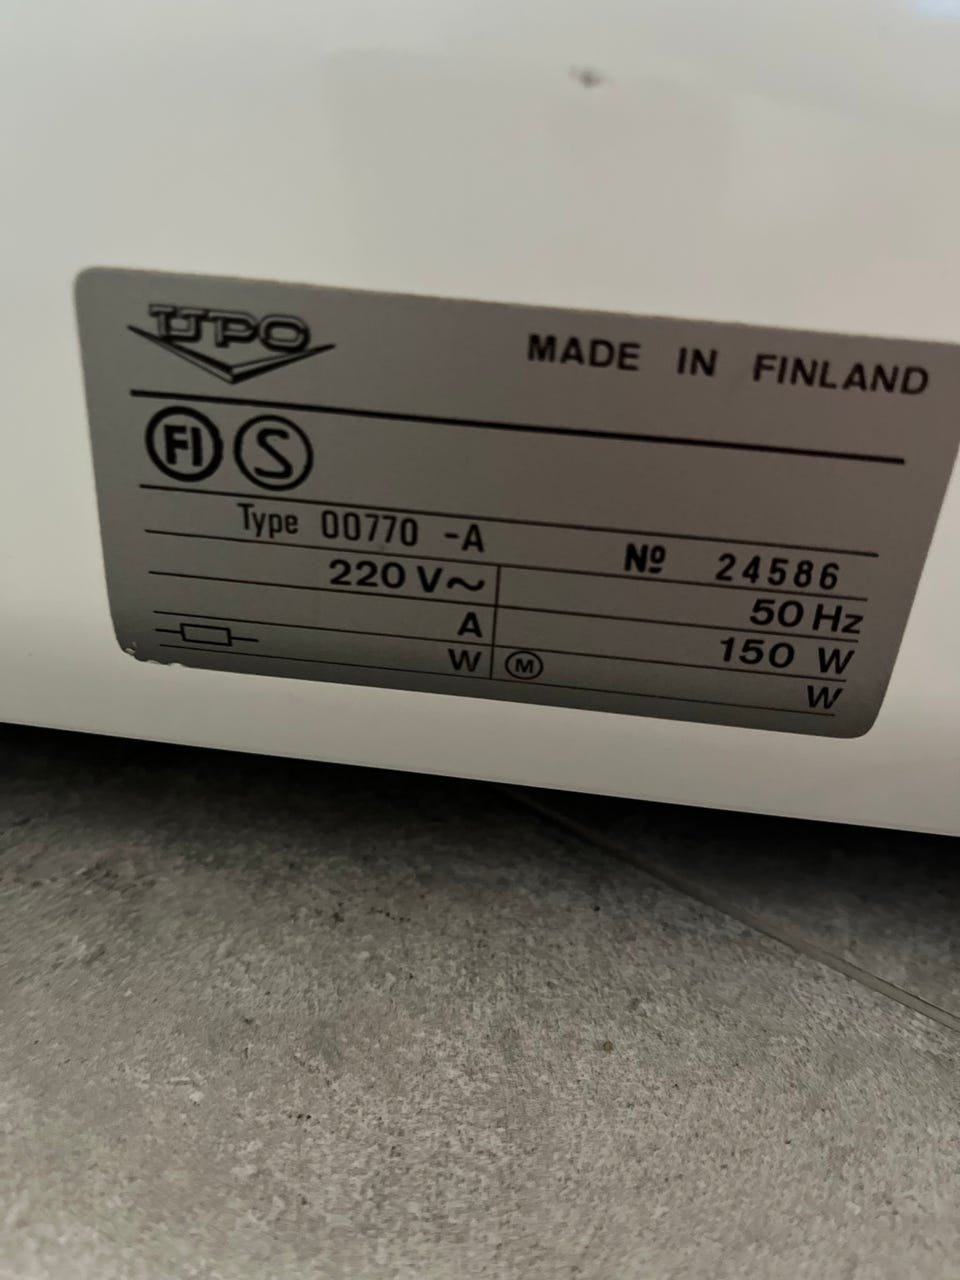 UPO
MADE IN FINLAND
FI S
Type 00770 -A
Nº 24586
220 V~
50 Hz
A
150 W
W
M
W